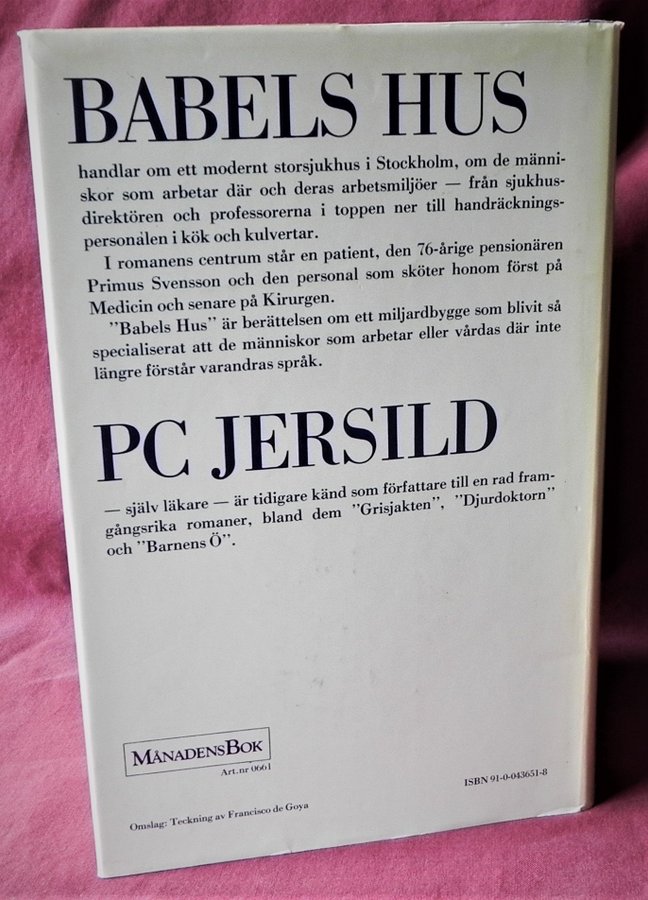 BABELS HUS
handlar om ett modernt storsjukhus i Stockholm, om de männi-
skor som arbetar där och deras arbetsmiljöer — från sjukhus-
direktören och professorerna i toppen ner till handräcknings-
personalen i kök och kulvertar.
I romanens centrum står en patient, den 76-årige pensionären
Primus Svensson och den personal som sköter honom först på
Medicin och senare på Kirurgen.
”Babels Hus” är berättelsen om ett miljardbygge som blivit så
specialiserat att de människor som arbetar eller vårdas där inte
längre förstår varandras språk.
PC JERSILD
— själv läkare — är tidigare känd som författare till en rad fram-
gångsrika romaner, bland dem ”Grisjakten”, ”Djurdoktorn”
och ”Barnens Ö”.
MÅNADENSBOK
Art.nr 0661
ISBN 91-0-043651-8
Omslag: Teckning av Francisco de Goya